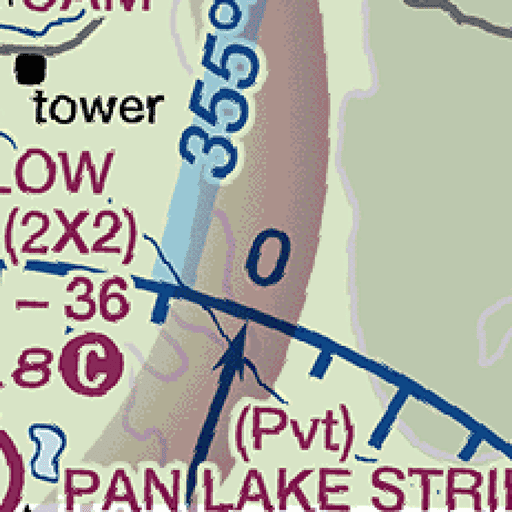 355°
tower
LOW
(2X2)
0
– 36
8 C
(Pvt)
PAN LAKE STRI